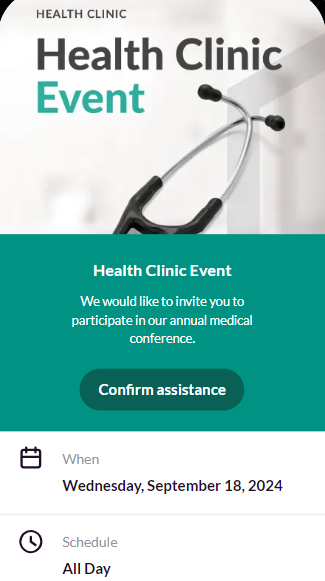 HEALTH CLINIC
Health Clinic
Event
Health Clinic Event
We would like to invite you to
participate in our annual medical
conference.
Confirm assistance
When
Wednesday, September 18, 2024
Schedule
All Day